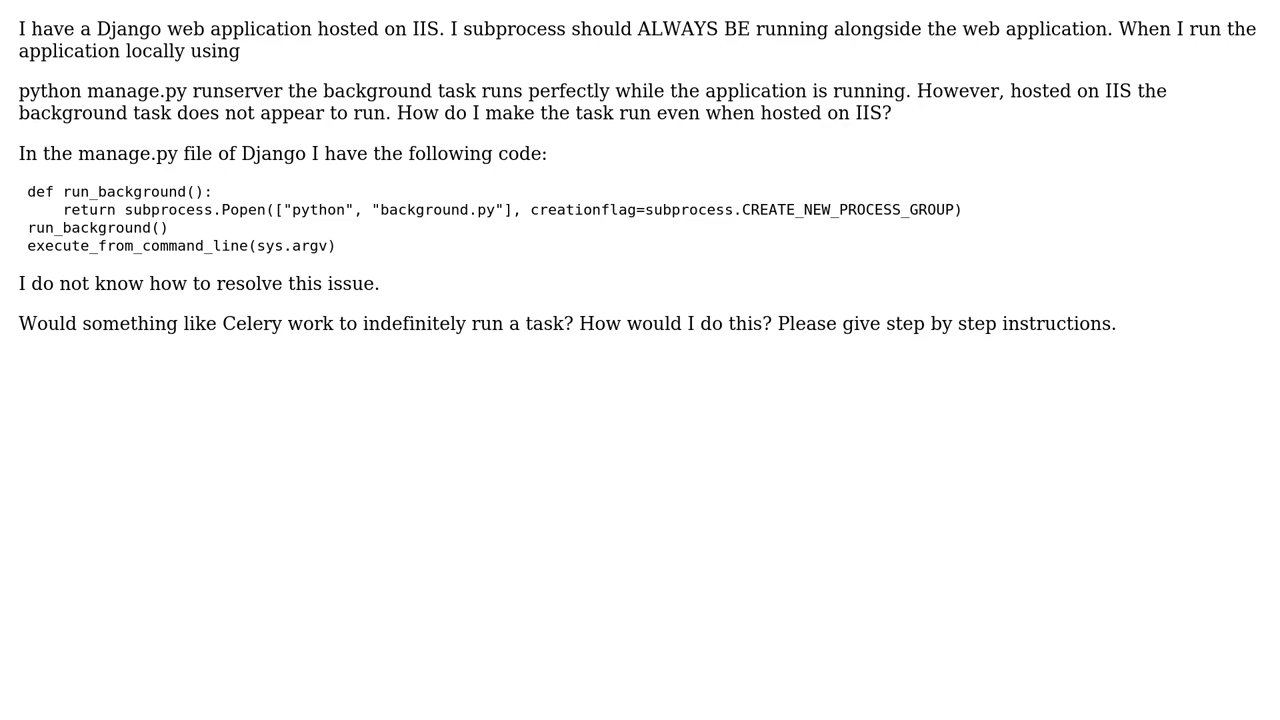 I have a Django web application hosted on IIS. I subprocess should ALWAYS BE running alongside the web application. When I run the
application locally using
python manage.py runserver the background task runs perfectly while the application is running. However, hosted on IIS the
background task does not appear to run. How do I make the task run even when hosted on IIS?
In the manage.py file of Django I have the following code:
def run_background():
    return subprocess.Popen(["python", "background.py"], creationflag=subprocess.CREATE_NEW_PROCESS_GROUP)
run_background()
execute_from_command_line(sys.argv)
I do not know how to resolve this issue.
Would something like Celery work to indefinitely run a task? How would I do this? Please give step by step instructions.